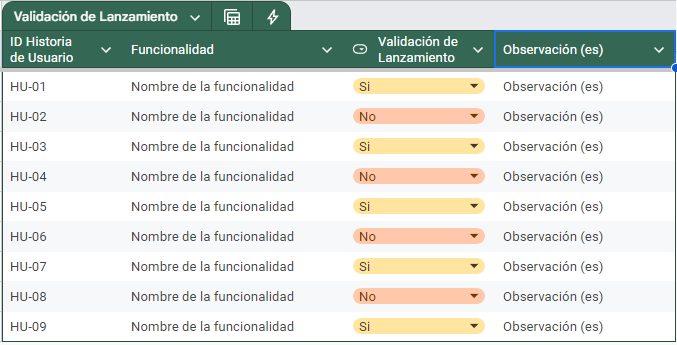 Validación de Lanzamiento
ID Historia de Usuario Funcionalidad Validación de Lanzamiento Observación (es)
HU-01 Nombre de la funcionalidad Si Observación (es)
HU-02 Nombre de la funcionalidad No Observación (es)
HU-03 Nombre de la funcionalidad Si Observación (es)
HU-04 Nombre de la funcionalidad No Observación (es)
HU-05 Nombre de la funcionalidad Si Observación (es)
HU-06 Nombre de la funcionalidad No Observación (es)
HU-07 Nombre de la funcionalidad Si Observación (es)
HU-08 Nombre de la funcionalidad No Observación (es)
HU-09 Nombre de la funcionalidad Si Observación (es)